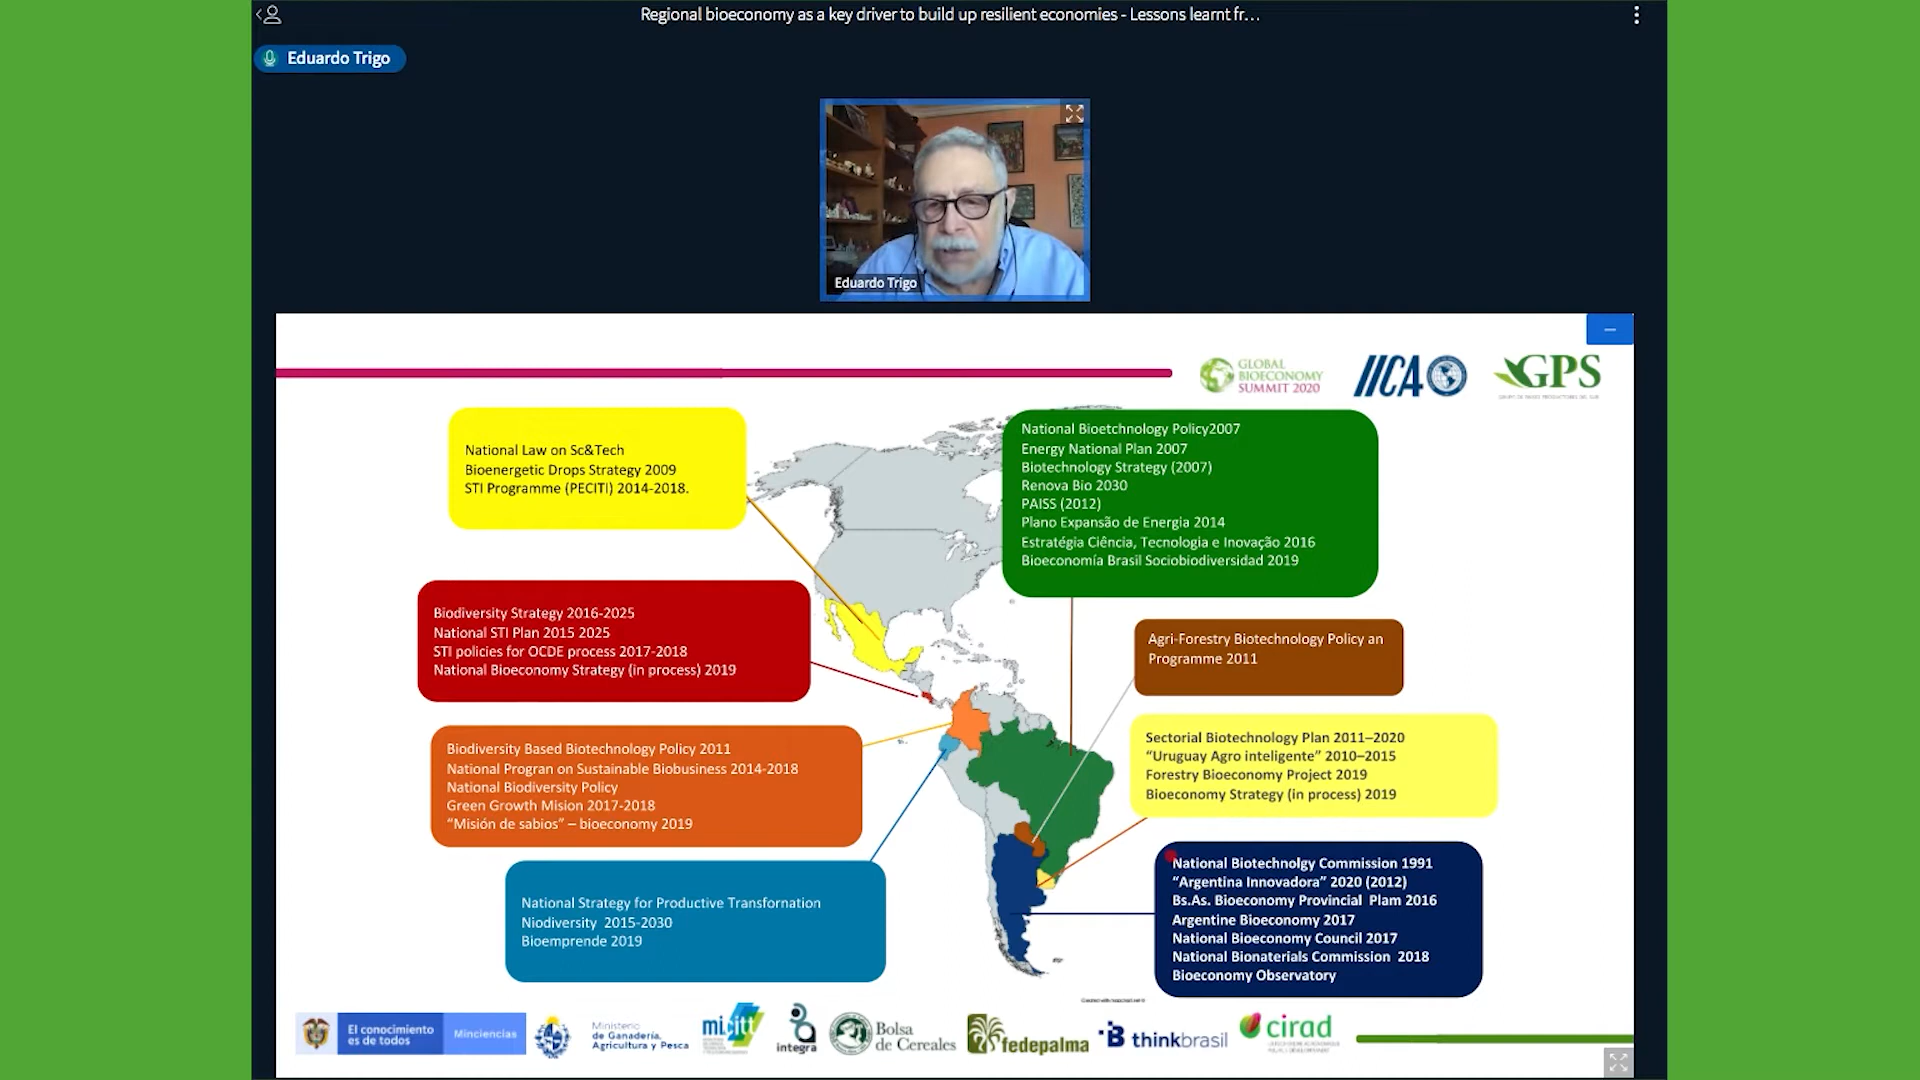 Regional bioeconomy as a key driver to build up resilient economies - Lessons learnt fr...
Eduardo Trigo
Eduardo Trigo
GLOBAL
BIOECONOMY
SUMMIT 2020
IICA
GPS
National Law on Sc&Tech
Bioenergetic Drops Strategy 2009
STI Programme (PECITI) 2014-2018.
National Bioetchnology Policy2007
Energy National Plan 2007
Biotechnology Strategy (2007)
Renova Bio 2030
PAISS (2012)
Plano Expansão de Energia 2014
Estratégia Ciência, Tecnologia e Inovação 2016
Bioeconomía Brasil Sociobiodiversidad 2019
Biodiversity Strategy 2016-2025
National STI Plan 2015 2025
STI policies for OCDE process 2017-2018
National Bioeconomy Strategy (in process) 2019
Agri-Forestry Biotechnology Policy an
Programme 2011
Biodiversity Based Biotechnology Policy 2011
National Progran on Sustainable Biobusiness 2014-2018
National Biodiversity Policy
Green Growth Mision 2017-2018
“Misión de sabios” – bioeconomy 2019
Sectorial Biotechnology Plan 2011–2020
“Uruguay Agro inteligente” 2010–2015
Forestry Bioeconomy Project 2019
Bioeconomy Strategy (in process) 2019
National Strategy for Productive Transfornation
Niodiversity 2015-2030
Bioemprende 2019
National Biotechnolgy Commission 1991
“Argentina Innovadora” 2020 (2012)
Bs.As. Bioeconomy Provincial Plam 2016
Argentine Bioeconomy 2017
National Bioeconomy Council 2017
National Bionaterials Commission 2018
Bioeconomy Observatory
Created with mapchart.net ©
El conocimiento
es de todos
Minciencias
Ministerio
de Ganadería,
Agricultura y Pesca
micitt
integra
Bolsa
de Cereales
fedepalma
thinkbrasil
cirad